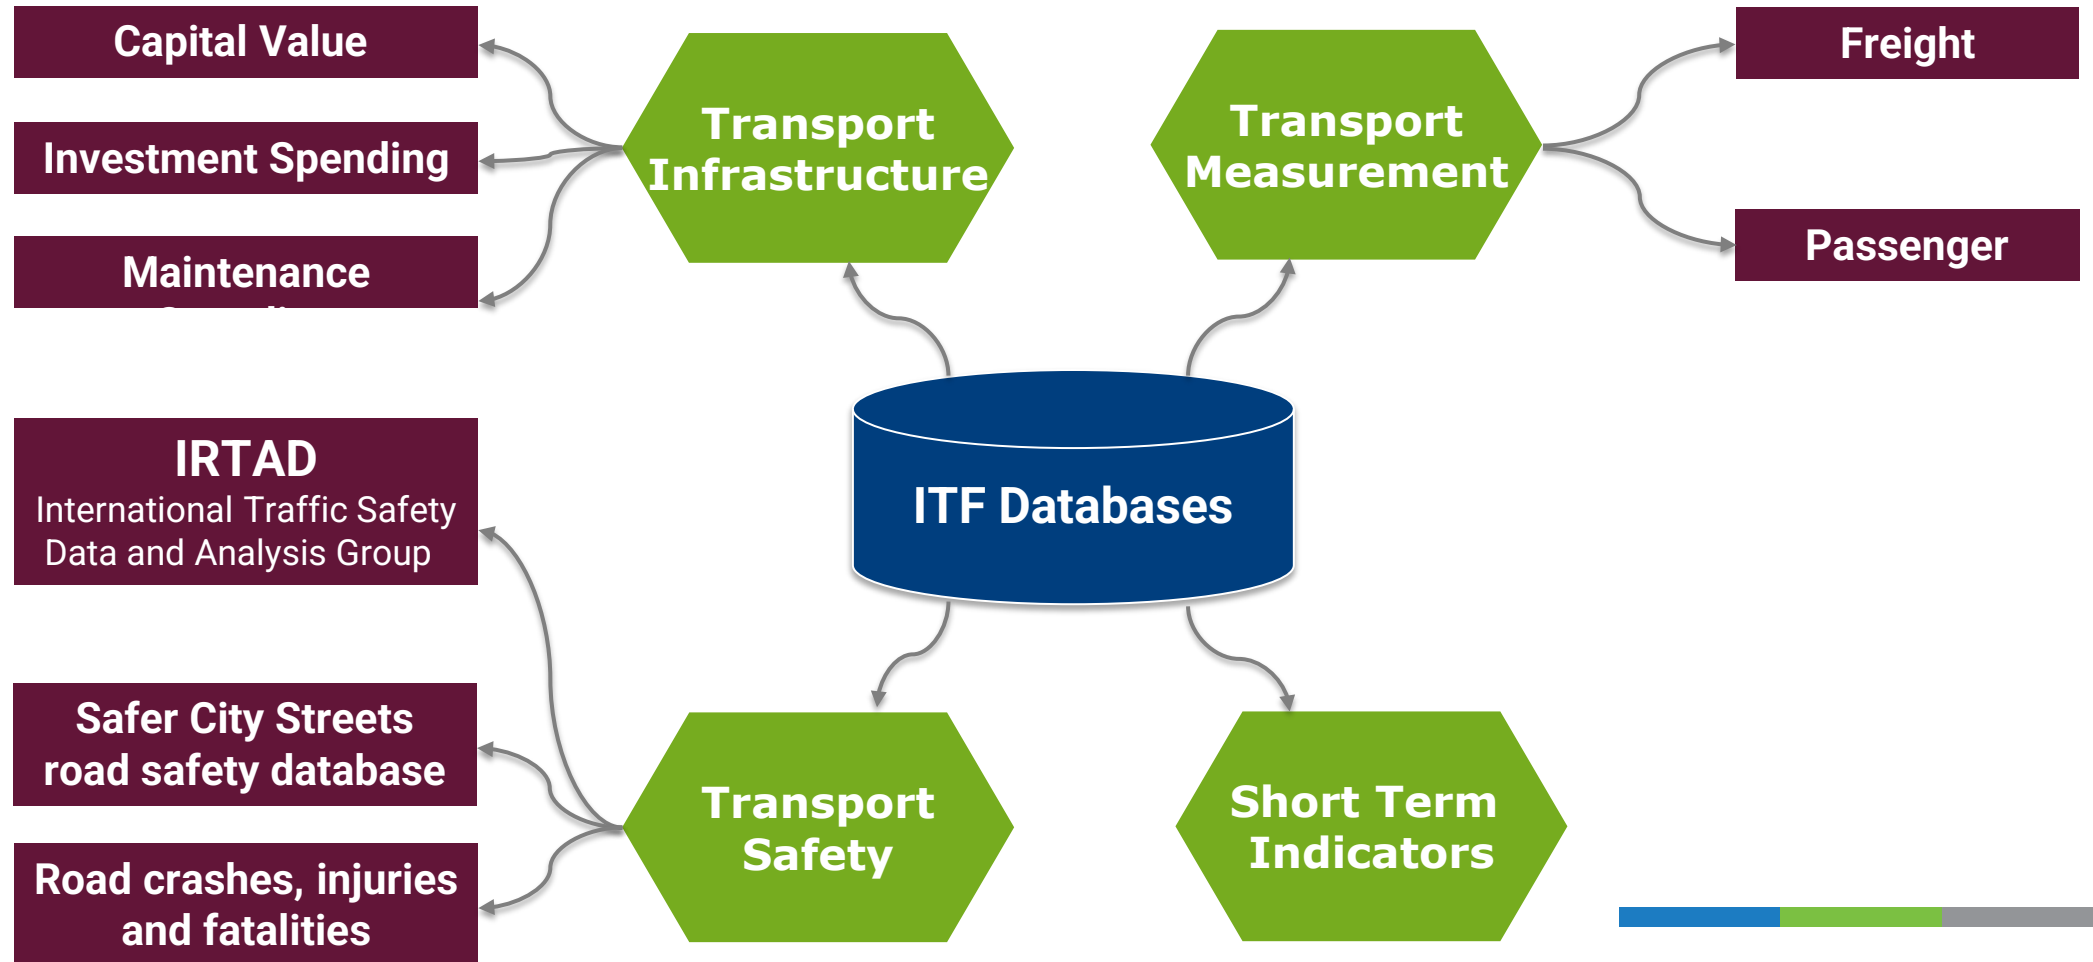 Capital Value
Investment Spending
Maintenance
Transport
Infrastructure
Transport
Measurement
Freight
Passenger
ITF Databases
IRTAD
International Traffic Safety
Data and Analysis Group
Safer City Streets
road safety database
Road crashes, injuries
and fatalities
Transport
Safety
Short Term
Indicators